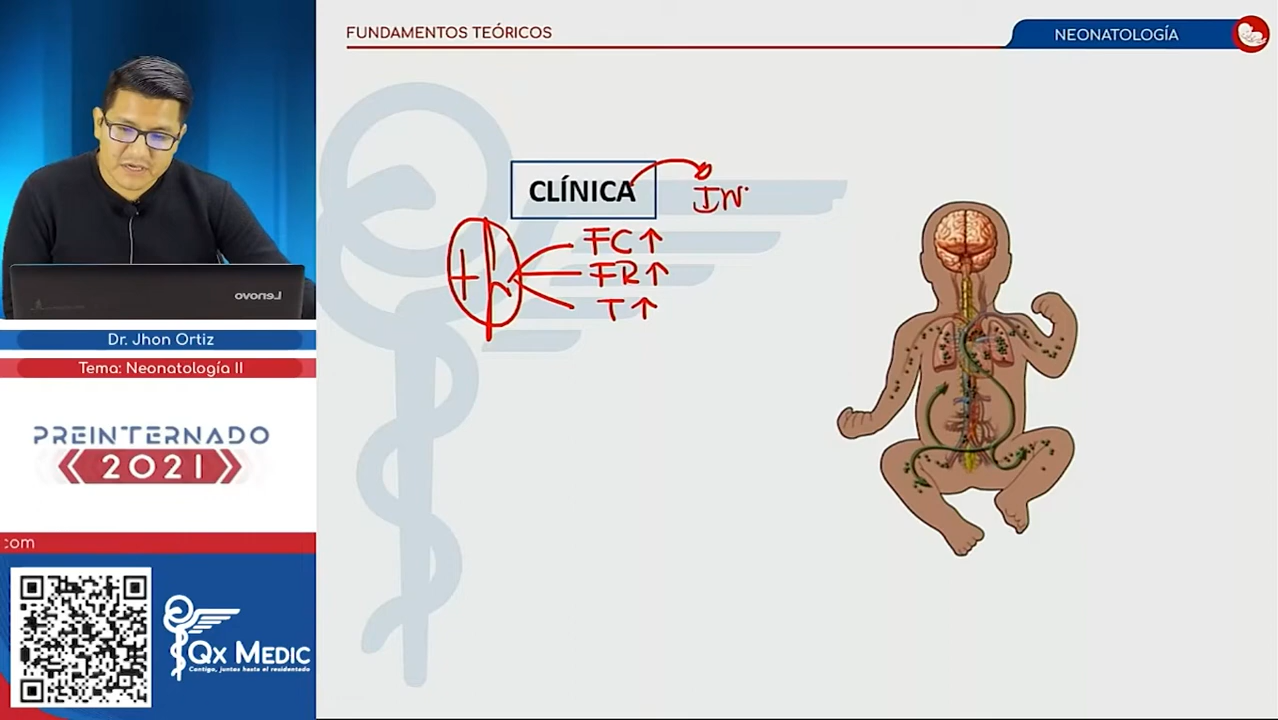 FUNDAMENTOS TEÓRICOS
NEONATOLOGÍA
CLÍNICA
IN
FC ↑
FR ↑
T ↑
Lenovo
Dr. Jhon Ortiz
Tema: Neonatología II
PREINTERNADO
2021
.com
QX MEDIC
Contigo, juntos hasta el residentado